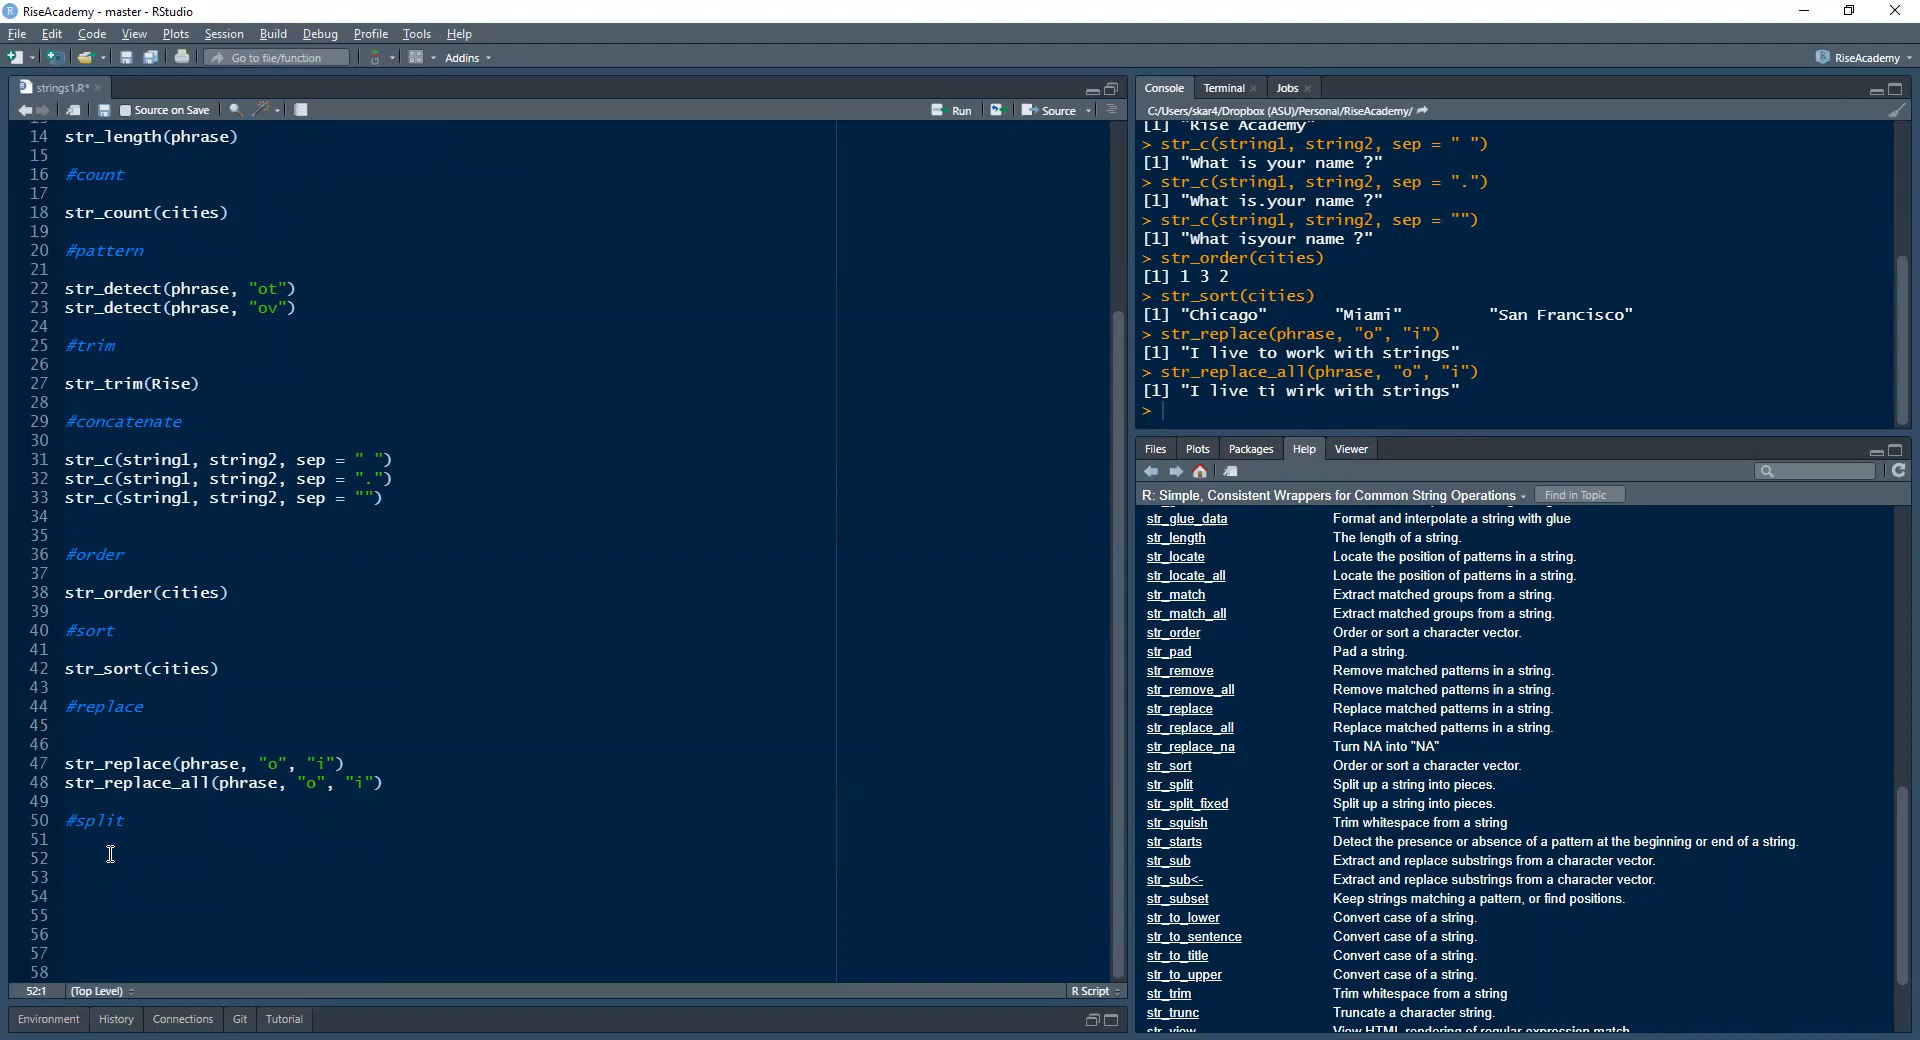 RiseAcademy - master - RStudio
File Edit Code View Plots Session Build Debug Profile Tools Help
Go to file/function Addins RiseAcademy
strings1.R*
Source on Save Run Source
14 str_length(phrase)
15
16 #count
17
18 str_count(cities)
19
20 #pattern
21
22 str_detect(phrase, "ot")
23 str_detect(phrase, "ov")
24
25 #trim
26
27 str_trim(Rise)
28
29 #concatenate
30
31 str_c(string1, string2, sep = " ")
32 str_c(string1, string2, sep = ".")
33 str_c(string1, string2, sep = "")
34
35
36 #order
37
38 str_order(cities)
39
40 #sort
41
42 str_sort(cities)
43
44 #replace
45
46
47 str_replace(phrase, "o", "i")
48 str_replace_all(phrase, "o", "i")
49
50 #split
51
52
53
54
55
56
57
58
52:1 (Top Level) R Script
Environment History Connections Git Tutorial
Console Terminal Jobs
C:/Users/skar4/Dropbox (ASU)/Personal/RiseAcademy/
[1] "Rise Academy"
> str_c(string1, string2, sep = " ")
[1] "What is your name ?"
> str_c(string1, string2, sep = ".")
[1] "What is.your name ?"
> str_c(string1, string2, sep = "")
[1] "What isyour name ?"
> str_order(cities)
[1] 1 3 2
> str_sort(cities)
[1] "Chicago" "Miami" "San Francisco"
> str_replace(phrase, "o", "i")
[1] "I live to work with strings"
> str_replace_all(phrase, "o", "i")
[1] "I live ti wirk with strings"
>
Files Plots Packages Help Viewer
R: Simple, Consistent Wrappers for Common String Operations Find in Topic
str_glue_data Format and interpolate a string with glue
str_length The length of a string.
str_locate Locate the position of patterns in a string.
str_locate_all Locate the position of patterns in a string.
str_match Extract matched groups from a string.
str_match_all Extract matched groups from a string.
str_order Order or sort a character vector.
str_pad Pad a string.
str_remove Remove matched patterns in a string.
str_remove_all Remove matched patterns in a string.
str_replace Replace matched patterns in a string.
str_replace_all Replace matched patterns in a string.
str_replace_na Turn NA into "NA"
str_sort Order or sort a character vector.
str_split Split up a string into pieces.
str_split_fixed Split up a string into pieces.
str_squish Trim whitespace from a string
str_starts Detect the presence or absence of a pattern at the beginning or end of a string.
str_sub Extract and replace substrings from a character vector.
str_sub<- Extract and replace substrings from a character vector.
str_subset Keep strings matching a pattern, or find positions.
str_to_lower Convert case of a string.
str_to_sentence Convert case of a string.
str_to_title Convert case of a string.
str_to_upper Convert case of a string.
str_trim Trim whitespace from a string
str_trunc Truncate a character string.
str_view View HTML rendering of regular expression match.